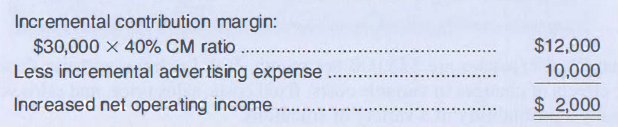 Incremental contribution margin:
$30,000 × 40% CM ratio ............................................ $12,000
Less incremental advertising expense ............................. 10,000
Increased net operating income ..................................... $ 2,000